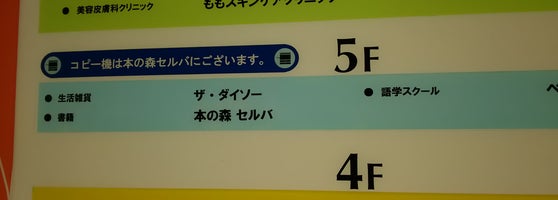 ● 美容皮膚科クリニック ももスキンケアクリニック
コピー機は本の森セルバにございます。
5F
● 生活雑貨 ザ・ダイソー ● 語学スクール
● 書籍 本の森 セルバ
4F